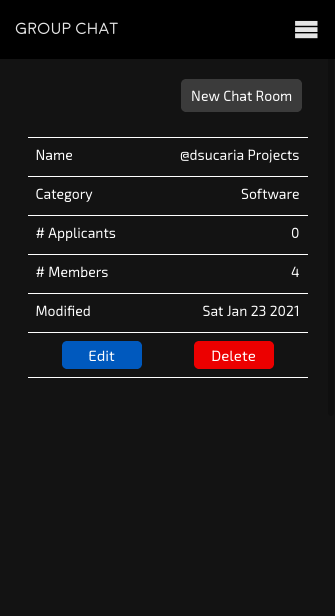 GROUP CHAT
New Chat Room
Name @dsucaria Projects
Category Software
# Applicants 0
# Members 4
Modified Sat Jan 23 2021
Edit Delete